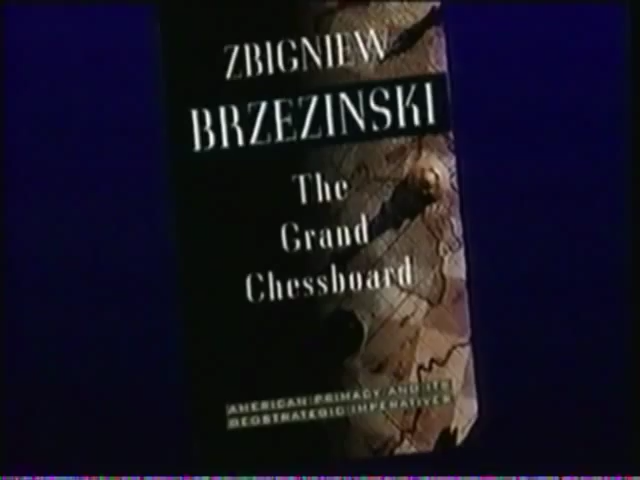 ZBIGNIEW
BRZEZINSKI
The
Grand
Chessboard
AMERICAN PRIMACY AND ITS
GEOSTRATEGIC IMPERATIVES